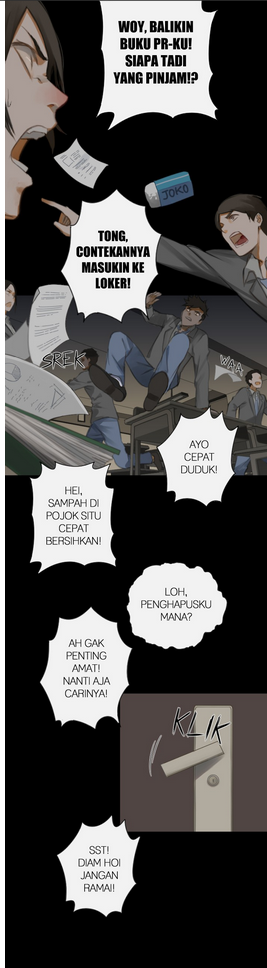 WOY, BALIKIN
BUKU PR-KU!
SIAPA TADI
YANG PINJAM!?
JOKO
TONG,
CONTEKANNYA
MASUKIN KE
LOKER!
SREK
WAA
AYO
CEPAT
DUDUK!
HEI,
SAMPAH DI
POJOK SITU
CEPAT
BERSIHKAN!
LOH,
PENGHAPUSKU
MANA?
AH GAK
PENTING
AMAT!
NANTI AJA
CARINYA!
KLIK
SST!
DIAM HOI
JANGAN
RAMAI!